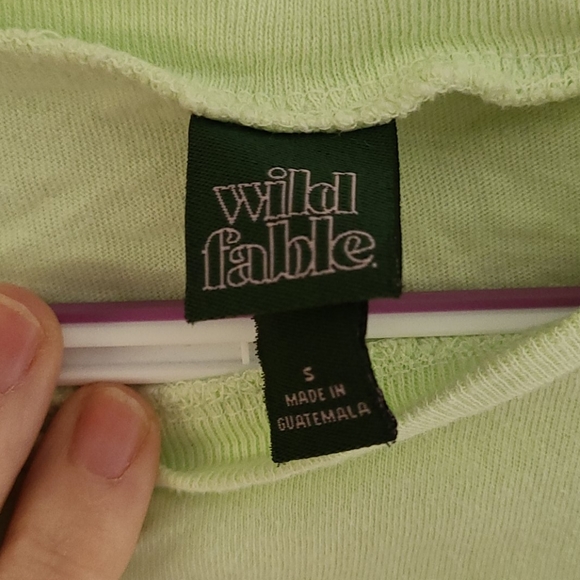 wild
fable.
S
MADE IN
GUATEMALA